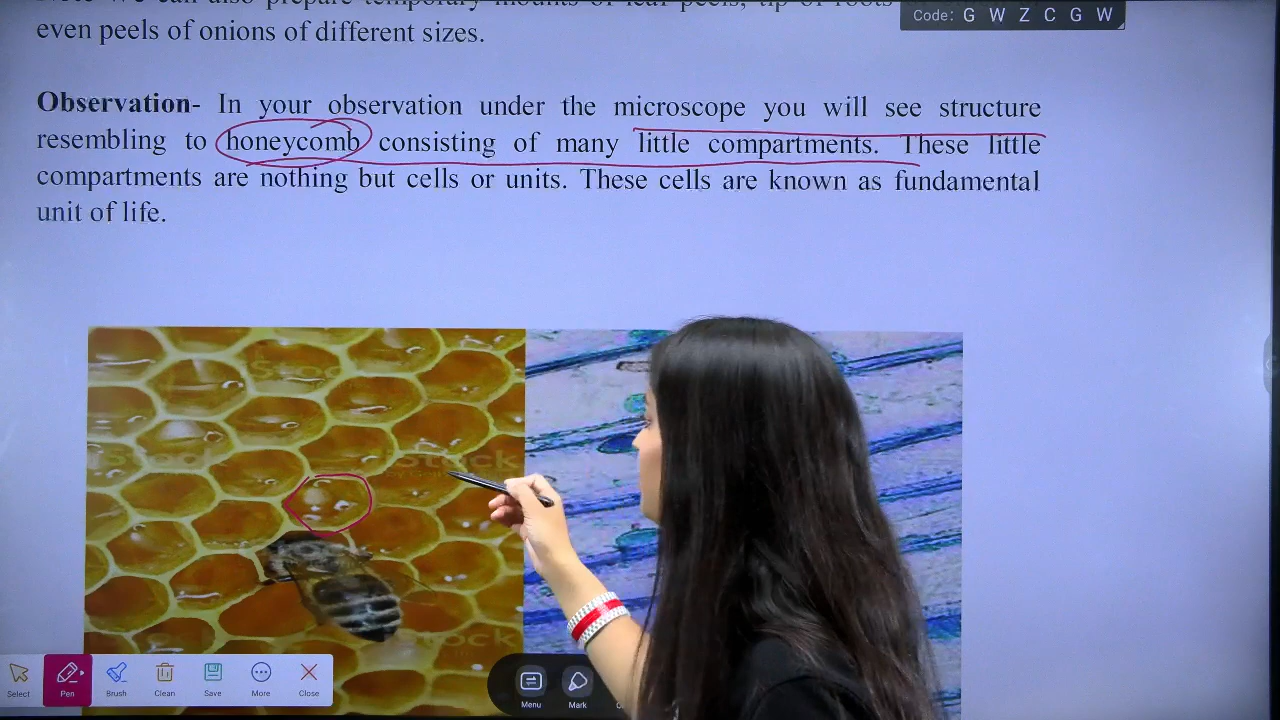 Code: G W Z C G W
even peels of onions of different sizes.
Observation- In your observation under the microscope you will see structure
resembling to honeycomb consisting of many little compartments. These little
compartments are nothing but cells or units. These cells are known as fundamental
unit of life.
iStock
Select
Pen
Brush
Clean
Save
More
Close
Menu
Mark